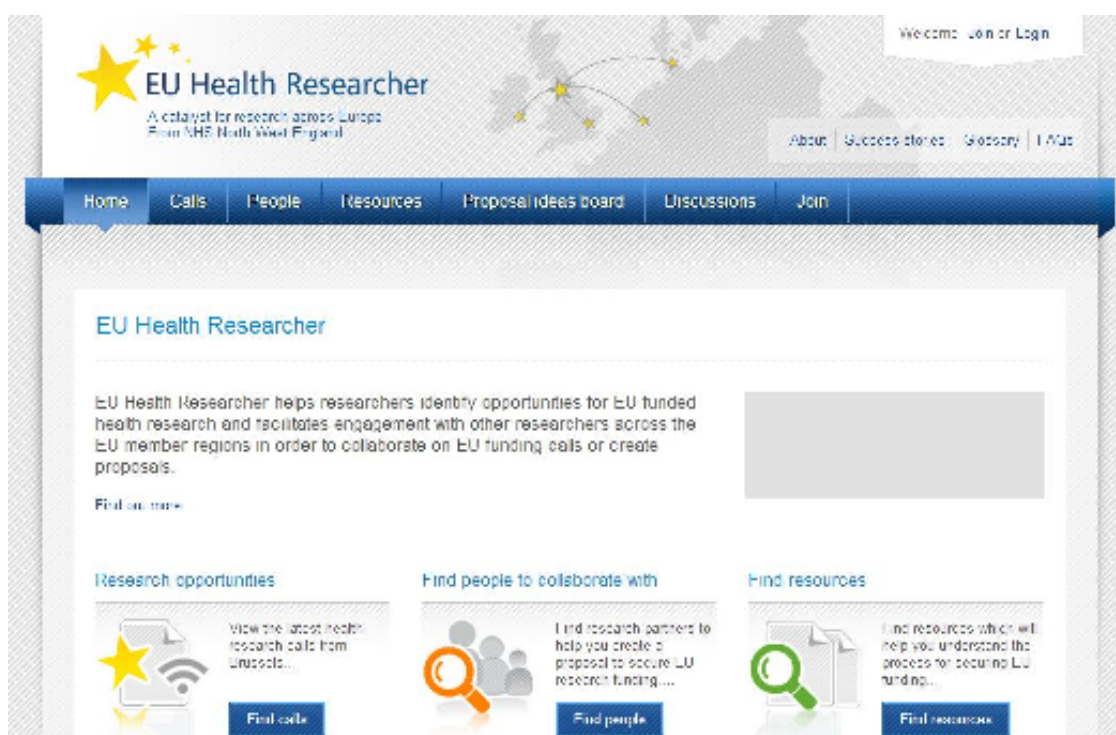 Welcome Join or Login
EU Health Researcher
A catalyst for research across Europe
From NHS North West England
About Success stories Glossary FAQs
Home Calls People Resources Proposal ideas board Discussions Join
EU Health Researcher
EU Health Researcher helps researchers identify opportunities for EU funded
health research and facilitates engagement with other researchers across the
EU member regions in order to collaborate on EU funding calls or create
proposals.
Find out more
Research opportunities
View the latest health
research calls from
Brussels....
Find calls
Find people to collaborate with
Find research partners to
help you create a
proposal to secure EU
research funding....
Find people
Find resources
Find resources which will
help you understand the
process for securing EU
funding....
Find resources